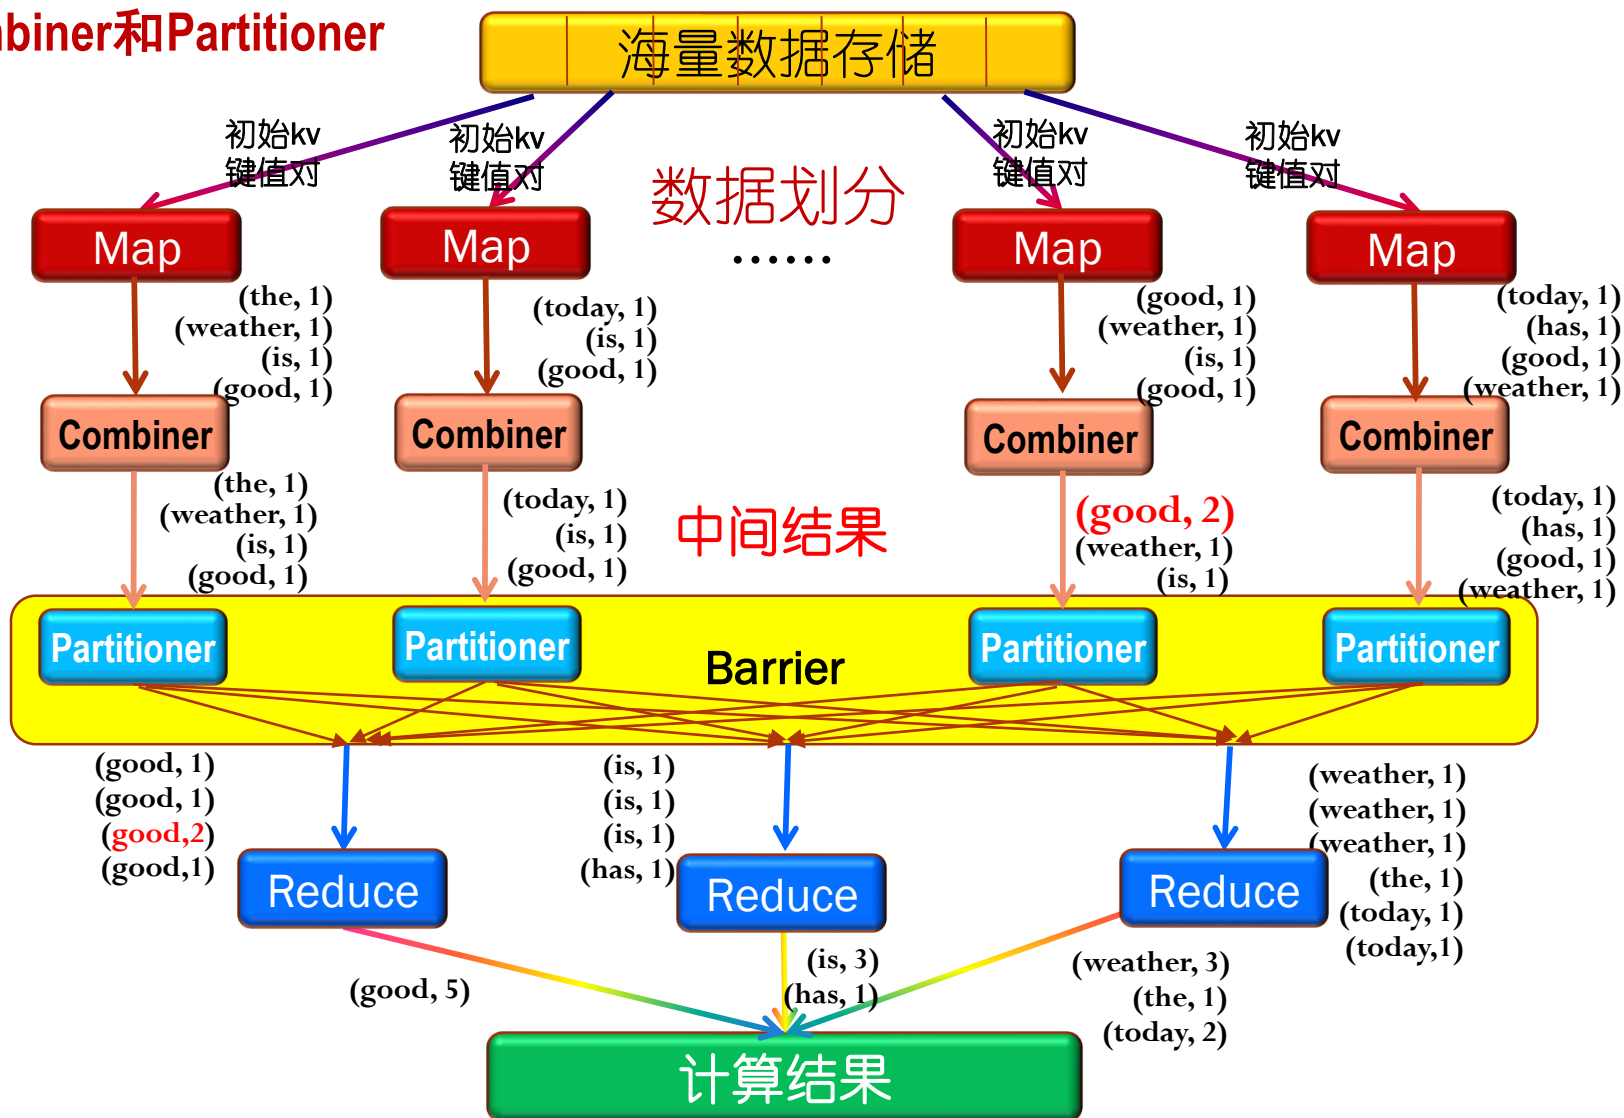 mbiner和Partitioner
海量数据存储
初始kv
键值对
初始kv
键值对
初始kv
键值对
初始kv
键值对
数据划分
......
Map
Map
Map
Map
(the, 1)
(weather, 1)
(is, 1)
(good, 1)
(today, 1)
(is, 1)
(good, 1)
(good, 1)
(weather, 1)
(is, 1)
(good, 1)
(today, 1)
(has, 1)
(good, 1)
(weather, 1)
Combiner
Combiner
Combiner
Combiner
(the, 1)
(weather, 1)
(is, 1)
(good, 1)
(today, 1)
(is, 1)
(good, 1)
中间结果
(good, 2)
(weather, 1)
(is, 1)
(today, 1)
(has, 1)
(good, 1)
(weather, 1)
Partitioner
Partitioner
Barrier
Partitioner
Partitioner
(good, 1)
(good, 1)
(good,2)
(good,1)
(is, 1)
(is, 1)
(is, 1)
(has, 1)
(weather, 1)
(weather, 1)
(weather, 1)
(the, 1)
(today, 1)
(today,1)
Reduce
Reduce
Reduce
(good, 5)
(is, 3)
(has, 1)
(weather, 3)
(the, 1)
(today, 2)
计算结果